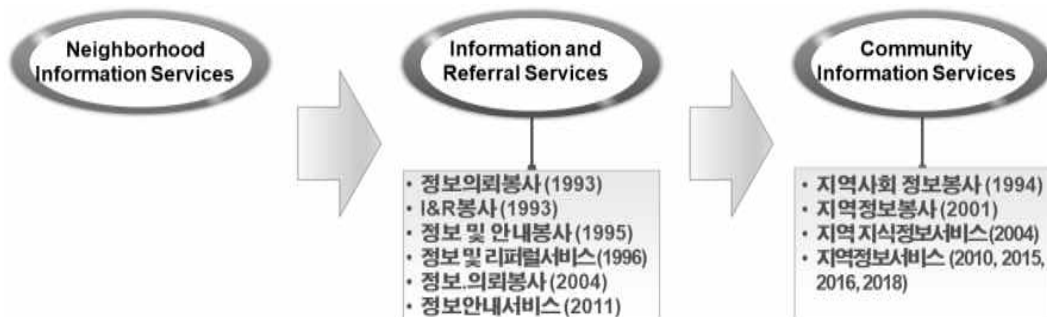 Neighborhood
Information Services
Information and
Referral Services
• 정보의뢰봉사 (1993)
• I&R봉사 (1993)
• 정보 및 안내봉사 (1995)
• 정보 및 리퍼럴서비스 (1996)
• 정보.의뢰봉사 (2004)
• 정보안내서비스 (2011)
Community
Information Services
• 지역사회 정보봉사 (1994)
• 지역정보봉사 (2001)
• 지역 지식정보서비스(2004)
• 지역정보서비스 (2010, 2015,
2016, 2018)